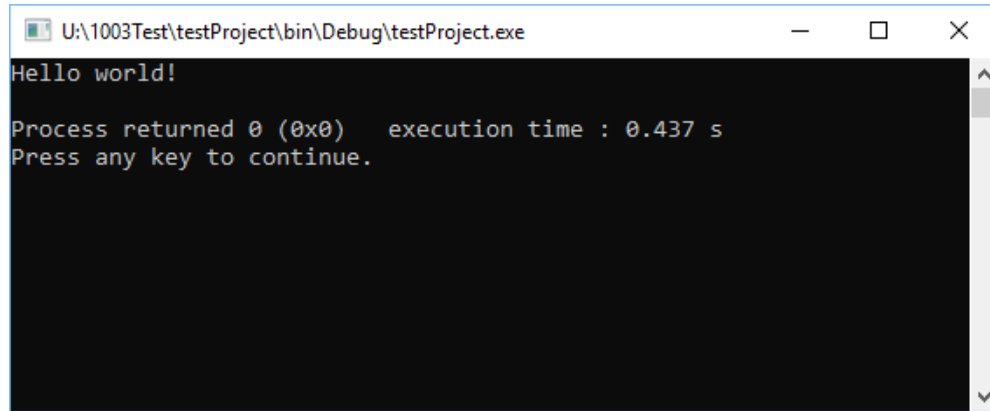 U:\1003Test\testProject\bin\Debug\testProject.exe
Hello world!
Process returned 0 (0x0)   execution time : 0.437 s
Press any key to continue.